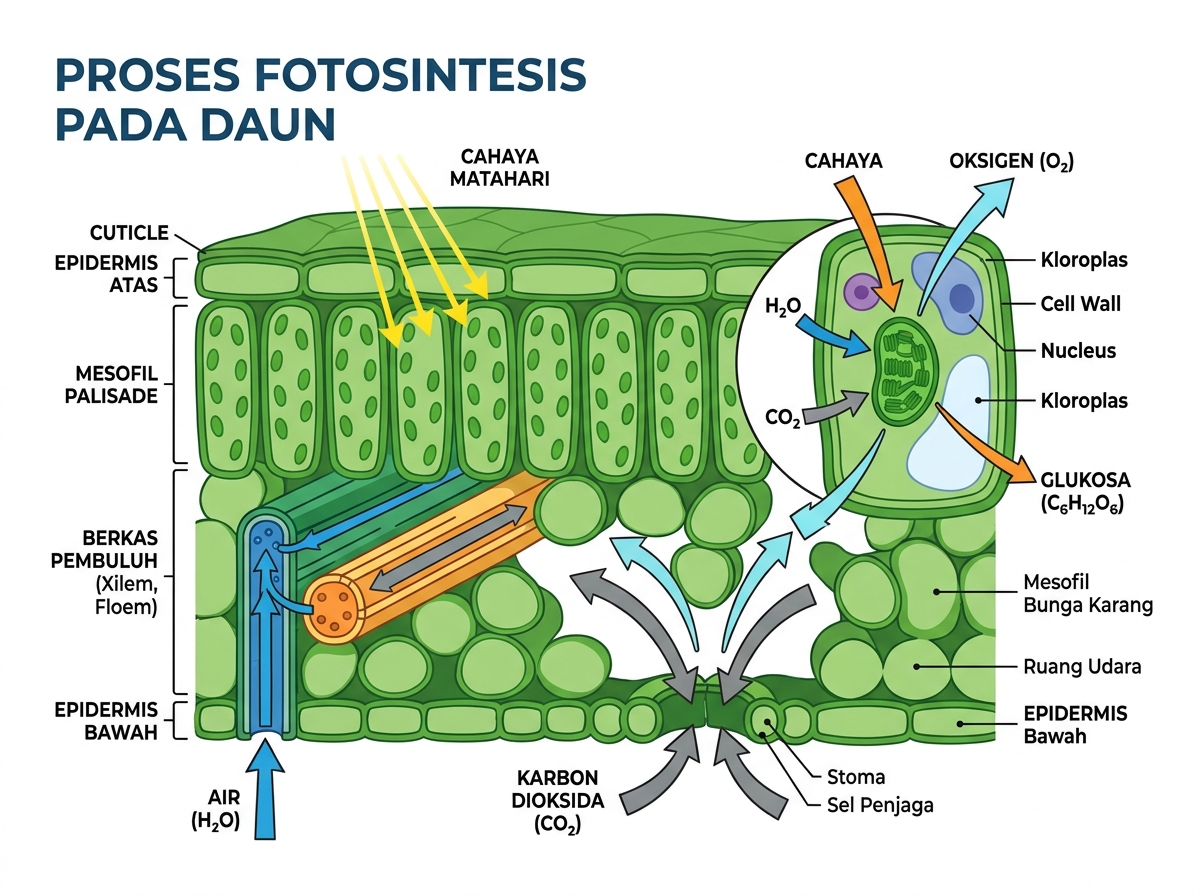 PROSES FOTOSINTESIS
PADA DAUN
CAHAYA
MATAHARI
CAHAYA
OKSIGEN (O₂)
CUTICLE
EPIDERMIS
ATAS
MESOFIL
PALISADE
BERKAS
PEMBULUH
(Xilem,
Floem)
EPIDERMIS
BAWAH
AIR
(H₂O)
KARBON
DIOKSIDA
(CO₂)
H₂O
CO₂
Kloroplas
Cell Wall
Nucleus
Kloroplas
GLUKOSA
(C₆H₁₂O₆)
Mesofil
Bunga Karang
Ruang Udara
EPIDERMIS
Bawah
Stoma
Sel Penjaga